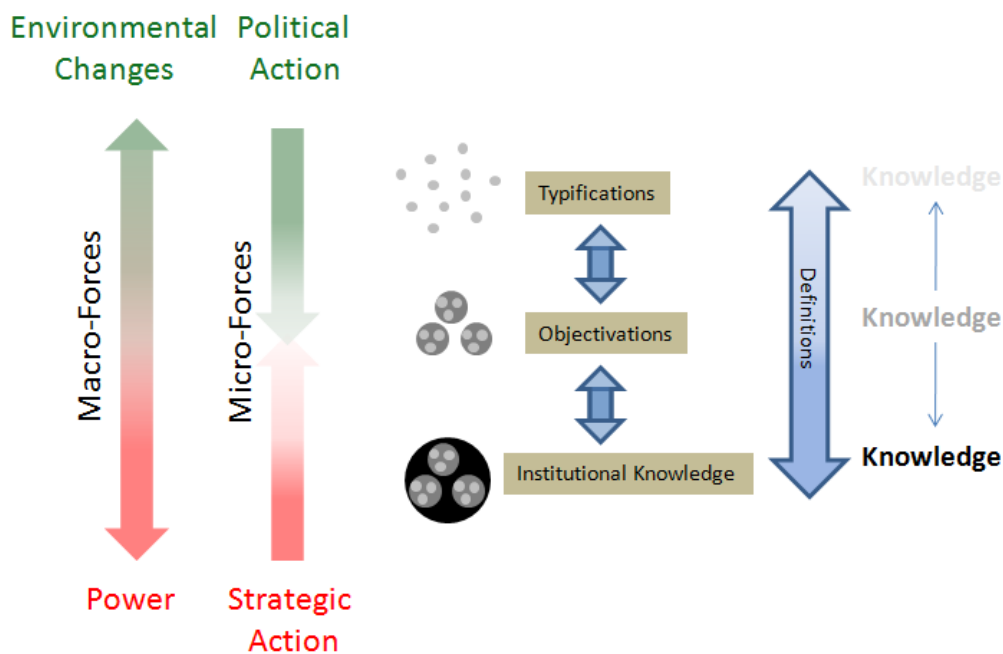 Environmental
Changes
Political
Action
Macro-Forces
Micro-Forces
Power
Strategic
Action
Typifications
Objectivations
Institutional Knowledge
Definitions
Knowledge
Knowledge
Knowledge